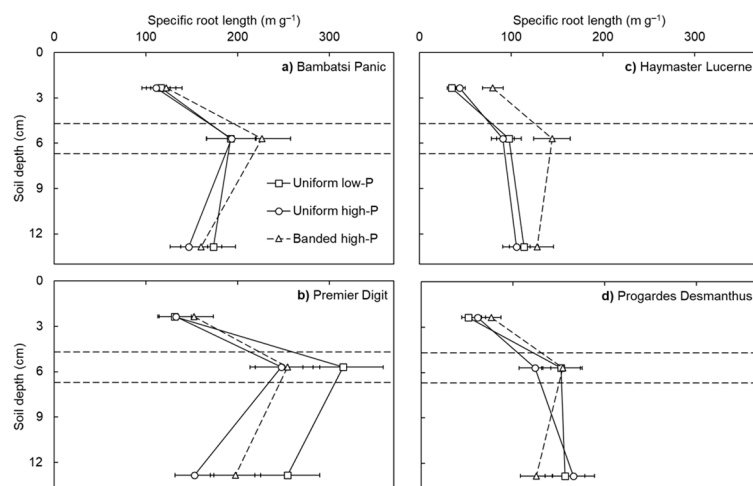 Specific root length (m g⁻¹)
0 100 200 300
Specific root length (m g⁻¹)
0 100 200 300
a) Bambatsi Panic
c) Haymaster Lucerne
Soil depth (cm)
0
3
6
9
12
Uniform low-P
Uniform high-P
Banded high-P
b) Premier Digit
d) Progardes Desmanthus
Soil depth (cm)
0
3
6
9
12